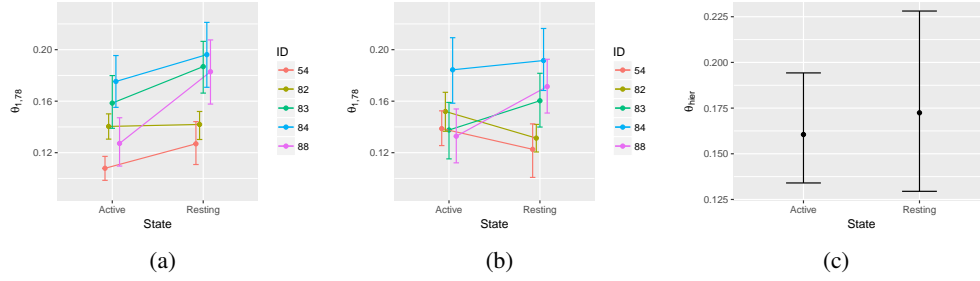 θ1,78
0.20
0.16
0.12
Active
Resting
State
ID
54
82
83
84
88
(a)
θ1,78
0.20
0.16
0.12
Active
Resting
State
ID
54
82
83
84
88
(b)
θhier
0.225
0.200
0.175
0.150
0.125
Active
Resting
State
(c)